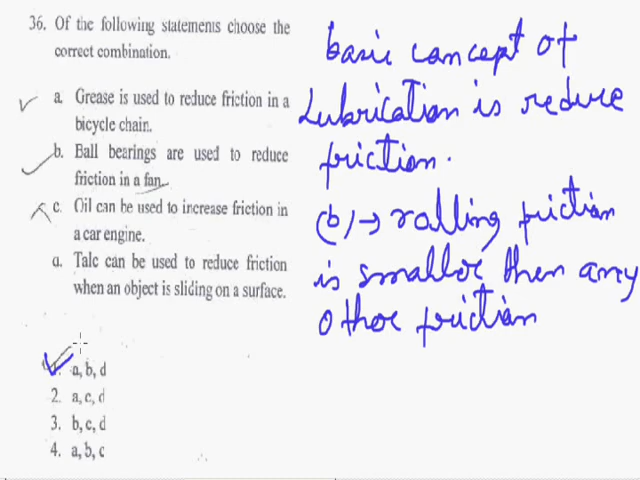 36. Of the following statements choose the
correct combination.
a. Grease is used to reduce friction in a
bicycle chain.
b. Ball bearings are used to reduce
friction in a fan.
c. Oil can be used to increase friction in
a car engine.
d. Talc can be used to reduce friction
when an object is sliding on a surface.
a, b, d
2. a, c, d
3. b, c, d
4. a, b, c
basic concept of
Lubrication is reduce
friction.
(b) → rolling friction
is smaller then any
other friction